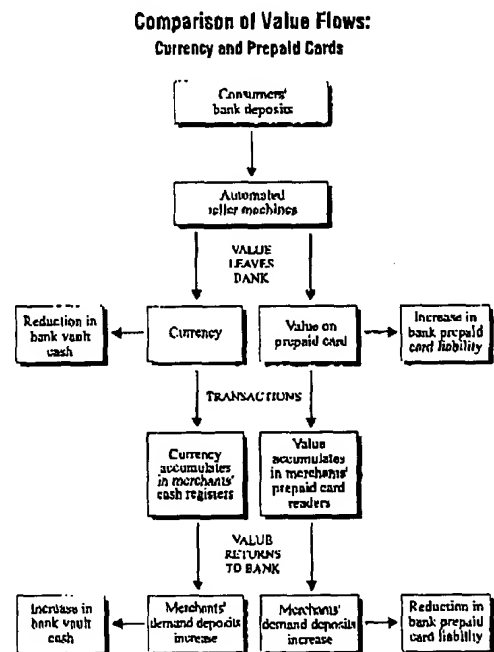 Comparison of Value Flows:
Currency and Prepaid Cards
Consumers'
bank deposits
Automated
teller machines
VALUE
LEAVES
BANK
Reduction in
bank vault
cash
Currency
Value on
prepaid card
Increase in
bank prepaid
card liability
TRANSACTIONS
Currency
accumulates
in merchants'
cash registers
Value
accumulates
in merchants'
prepaid card
readers
VALUE
RETURNS
TO BANK
Increase in
bank vault
cash
Merchants'
demand deposits
increase
Merchants'
demand deposits
increase
Reduction in
bank prepaid
card liability